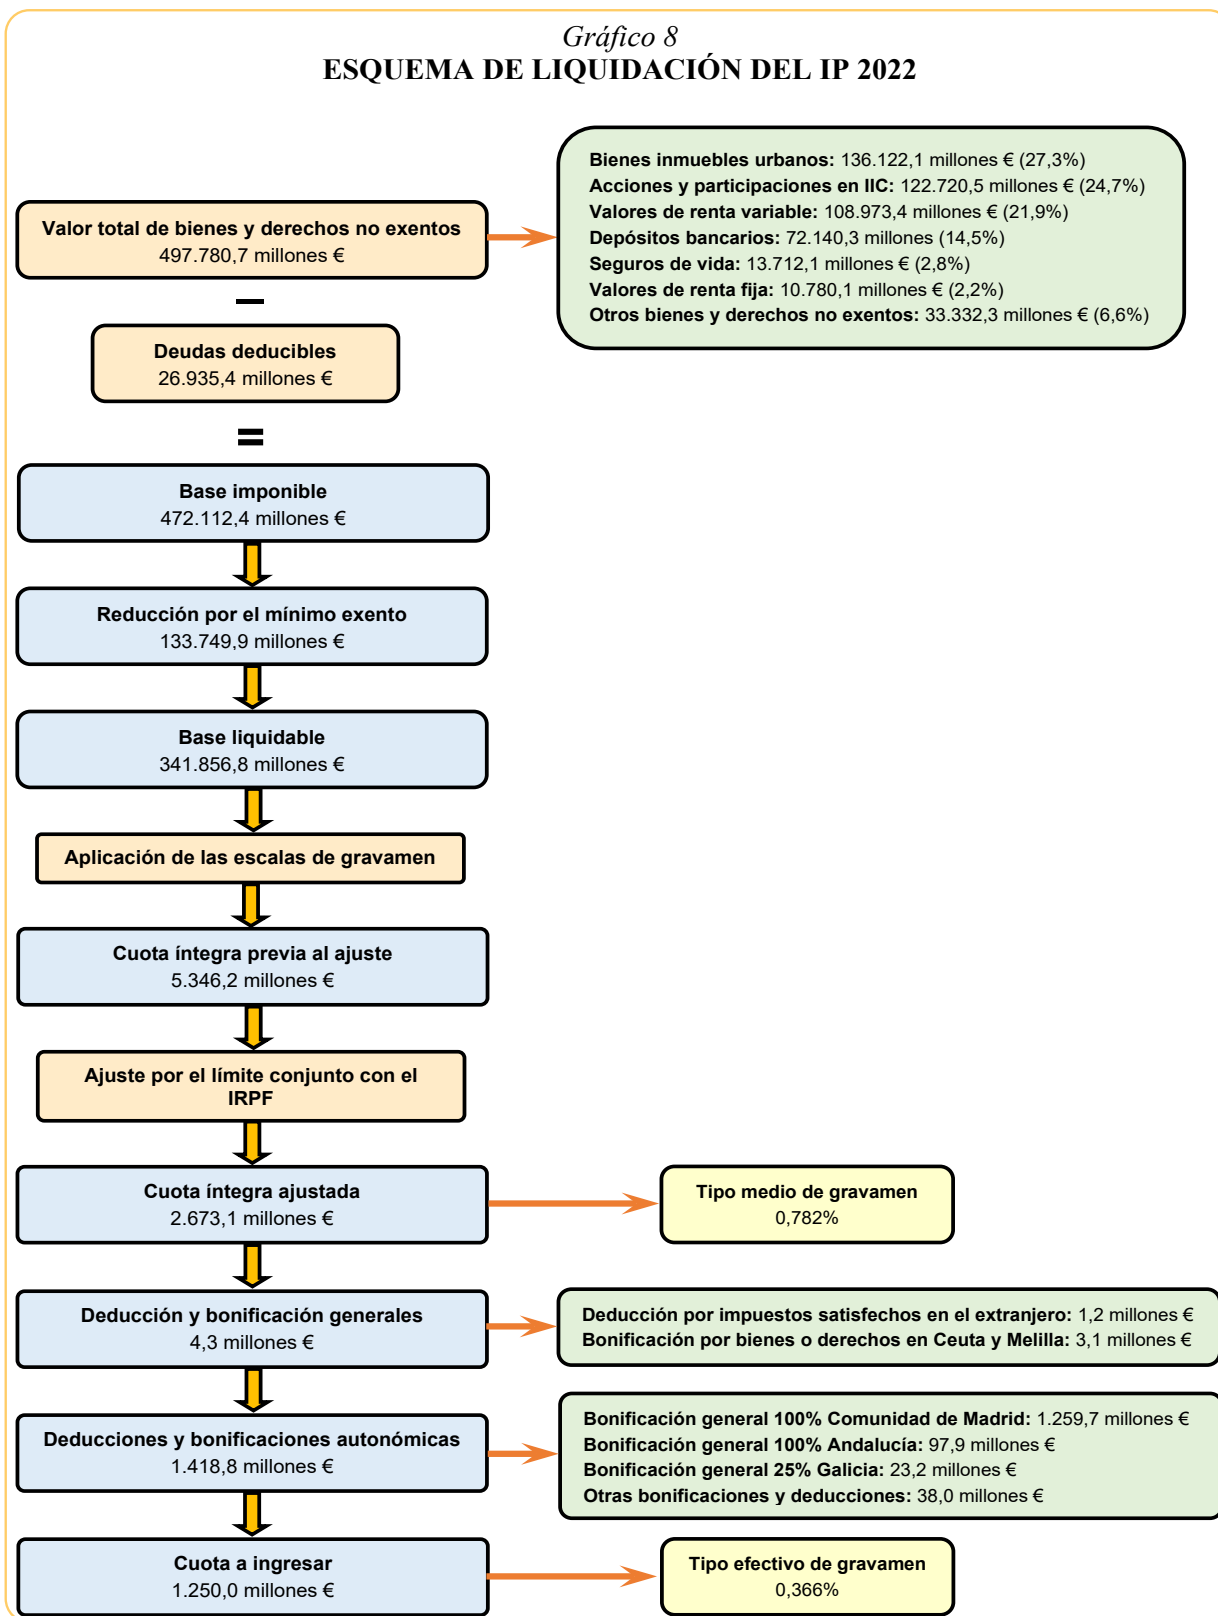 Gráfico 8
ESQUEMA DE LIQUIDACIÓN DEL IP 2022
Valor total de bienes y derechos no exentos
497.780,7 millones €
Bienes inmuebles urbanos: 136.122,1 millones € (27,3%)
Acciones y participaciones en IIC: 122.720,5 millones € (24,7%)
Valores de renta variable: 108.973,4 millones € (21,9%)
Depósitos bancarios: 72.140,3 millones (14,5%)
Seguros de vida: 13.712,1 millones € (2,8%)
Valores de renta fija: 10.780,1 millones € (2,2%)
Otros bienes y derechos no exentos: 33.332,3 millones € (6,6%)
–
Deudas deducibles
26.935,4 millones €
=
Base imponible
472.112,4 millones €
Reducción por el mínimo exento
133.749,9 millones €
Base liquidable
341.856,8 millones €
Aplicación de las escalas de gravamen
Cuota íntegra previa al ajuste
5.346,2 millones €
Ajuste por el límite conjunto con el
IRPF
Cuota íntegra ajustada
2.673,1 millones €
Tipo medio de gravamen
0,782%
Deducción y bonificación generales
4,3 millones €
Deducción por impuestos satisfechos en el extranjero: 1,2 millones €
Bonificación por bienes o derechos en Ceuta y Melilla: 3,1 millones €
Deducciones y bonificaciones autonómicas
1.418,8 millones €
Bonificación general 100% Comunidad de Madrid: 1.259,7 millones €
Bonificación general 100% Andalucía: 97,9 millones €
Bonificación general 25% Galicia: 23,2 millones €
Otras bonificaciones y deducciones: 38,0 millones €
Cuota a ingresar
1.250,0 millones €
Tipo efectivo de gravamen
0,366%